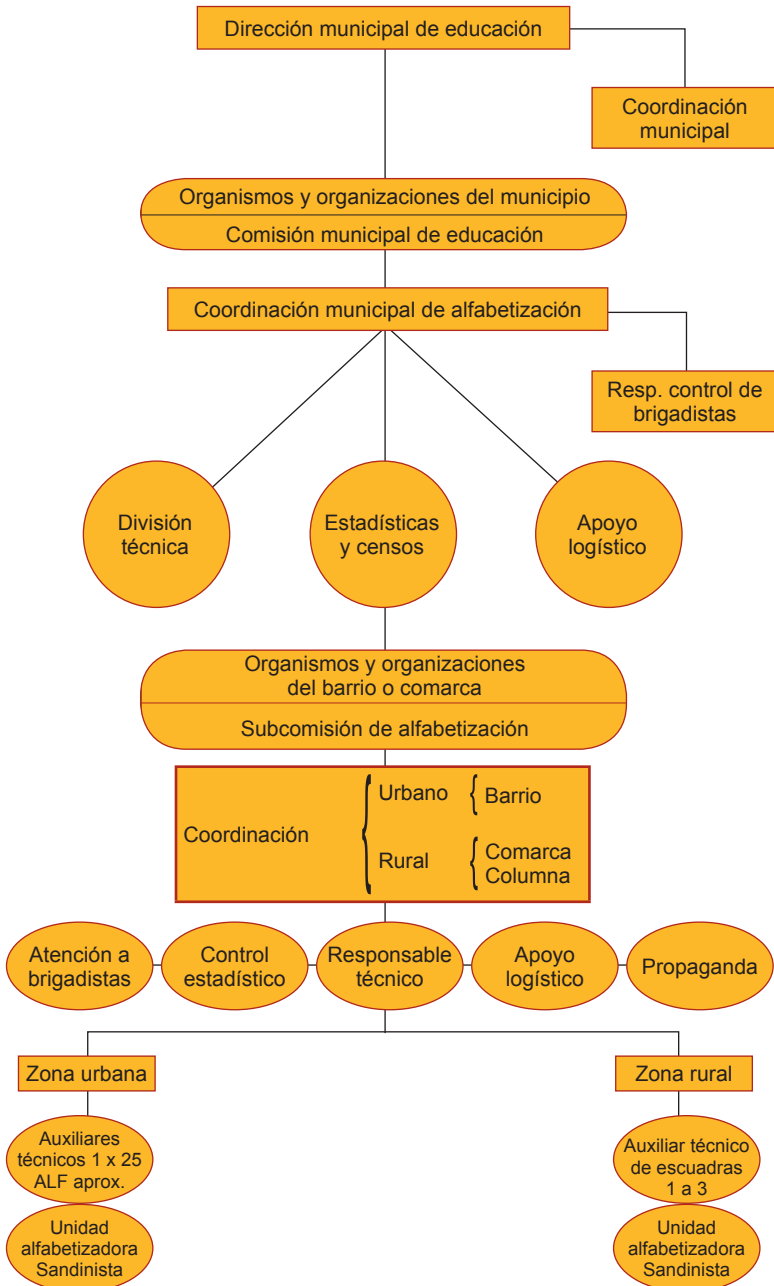 Dirección municipal de educación
Coordinación
municipal
Organismos y organizaciones del municipio
Comisión municipal de educación
Coordinación municipal de alfabetización
Resp. control de
brigadistas
División
técnica
Estadísticas
y censos
Apoyo
logístico
Organismos y organizaciones
del barrio o comarca
Subcomisión de alfabetización
Coordinación
Urbano { Barrio
Rural { Comarca
Columna
Atención a
brigadistas
Control
estadístico
Responsable
técnico
Apoyo
logístico
Propaganda
Zona urbana
Zona rural
Auxiliares
técnicos 1 x 25
ALF aprox.
Auxiliar técnico
de escuadras
1 a 3
Unidad
alfabetizadora
Sandinista
Unidad
alfabetizadora
Sandinista